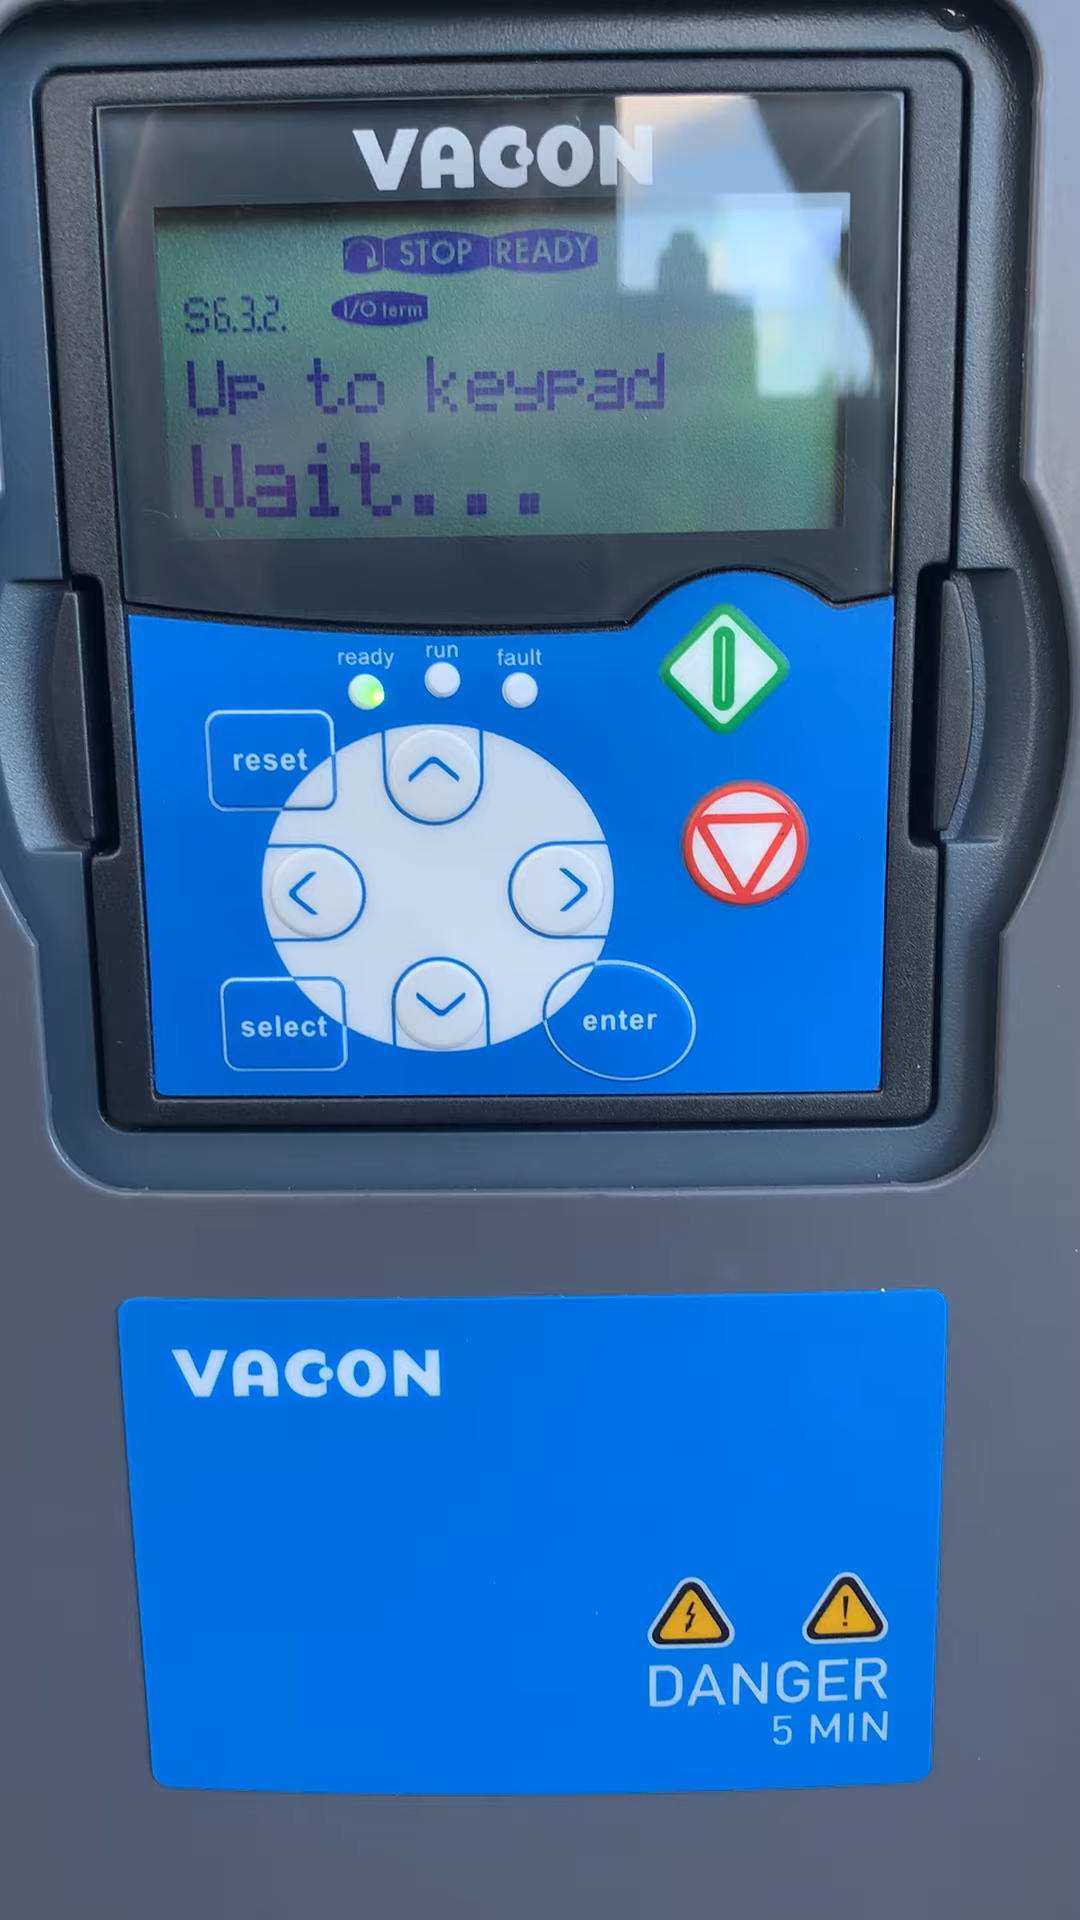 VACON
STOP READY
S6.3.2. I/O term
Up to keypad
Wait...
ready run fault
reset
select
enter
VACON
DANGER
5 MIN